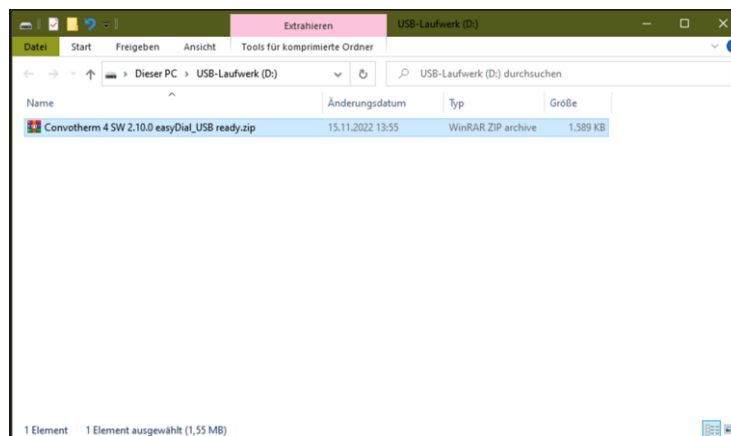 Extrahieren USB-Laufwerk (D:)
Datei Start Freigeben Ansicht Tools für komprimierte Ordner
Dieser PC > USB-Laufwerk (D:) USB-Laufwerk (D:) durchsuchen
Name Änderungsdatum Typ Größe
Convotherm 4 SW 2.10.0 easyDial_USB ready.zip 15.11.2022 13:55 WinRAR ZIP archive 1.589 KB
1 Element 1 Element ausgewählt (1,55 MB)